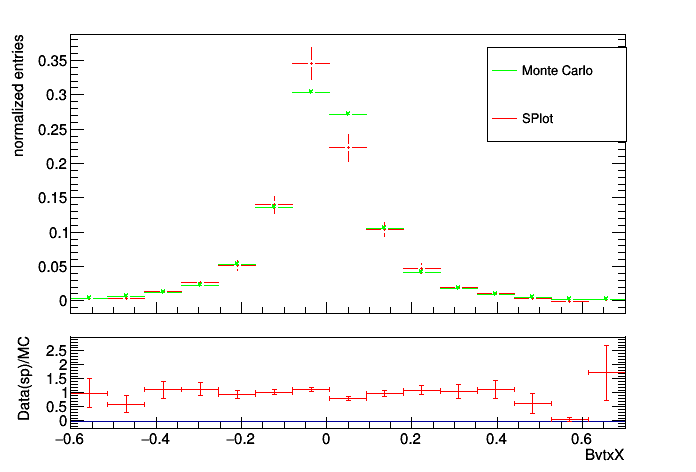 normalized entries
0.35
0.3
0.25
0.2
0.15
0.1
0.05
0
Monte Carlo
SPlot
Data(sp)/MC
2.5
2
1.5
1
0.5
0
−0.6 −0.4 −0.2 0 0.2 0.4 0.6
BvtxX